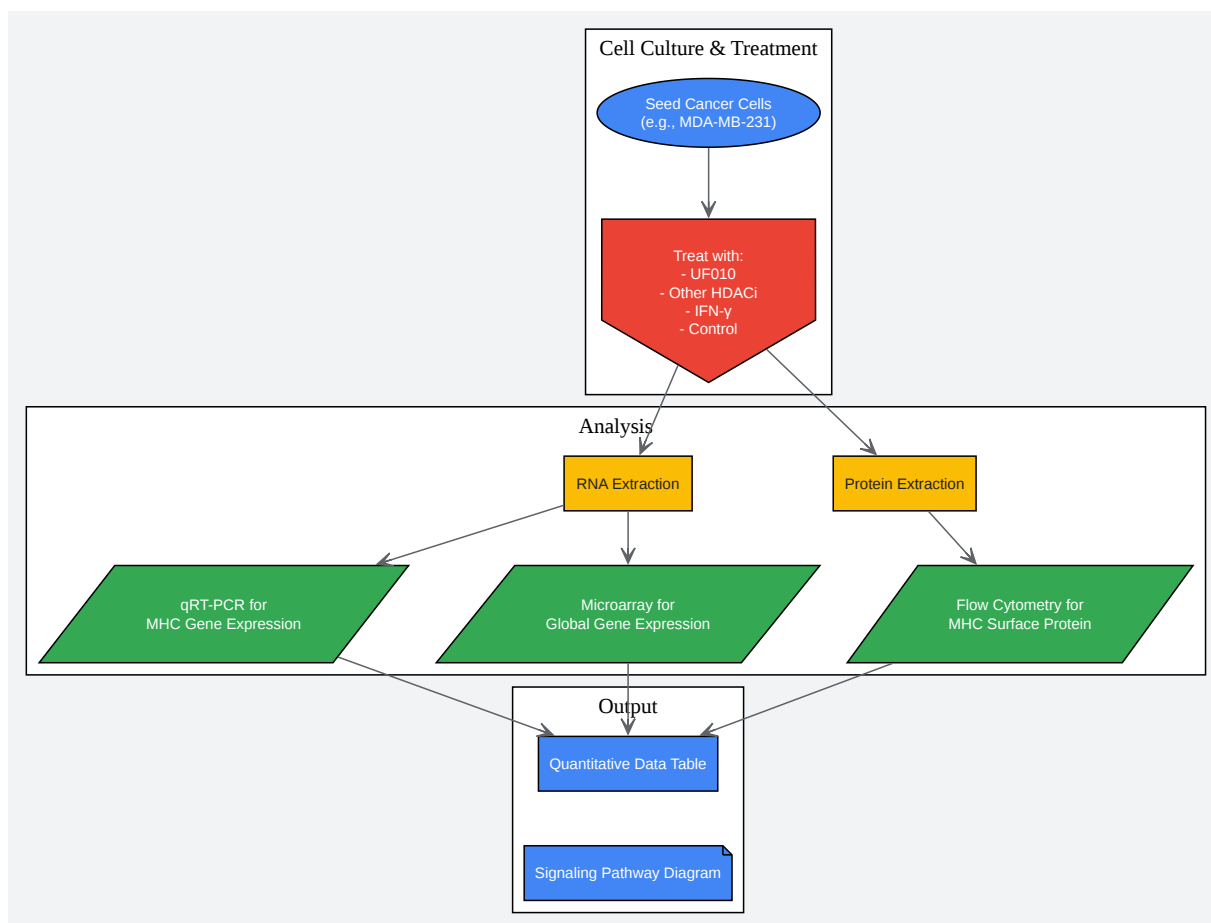 Cell Culture & Treatment
Seed Cancer Cells
(e.g., MDA-MB-231)
Treat with:
- UF010
- Other HDACi
- IFN-γ
- Control
Analysis
RNA Extraction
Protein Extraction
qRT-PCR for
MHC Gene Expression
Microarray for
Global Gene Expression
Flow Cytometry for
MHC Surface Protein
Output
Quantitative Data Table
Signaling Pathway Diagram